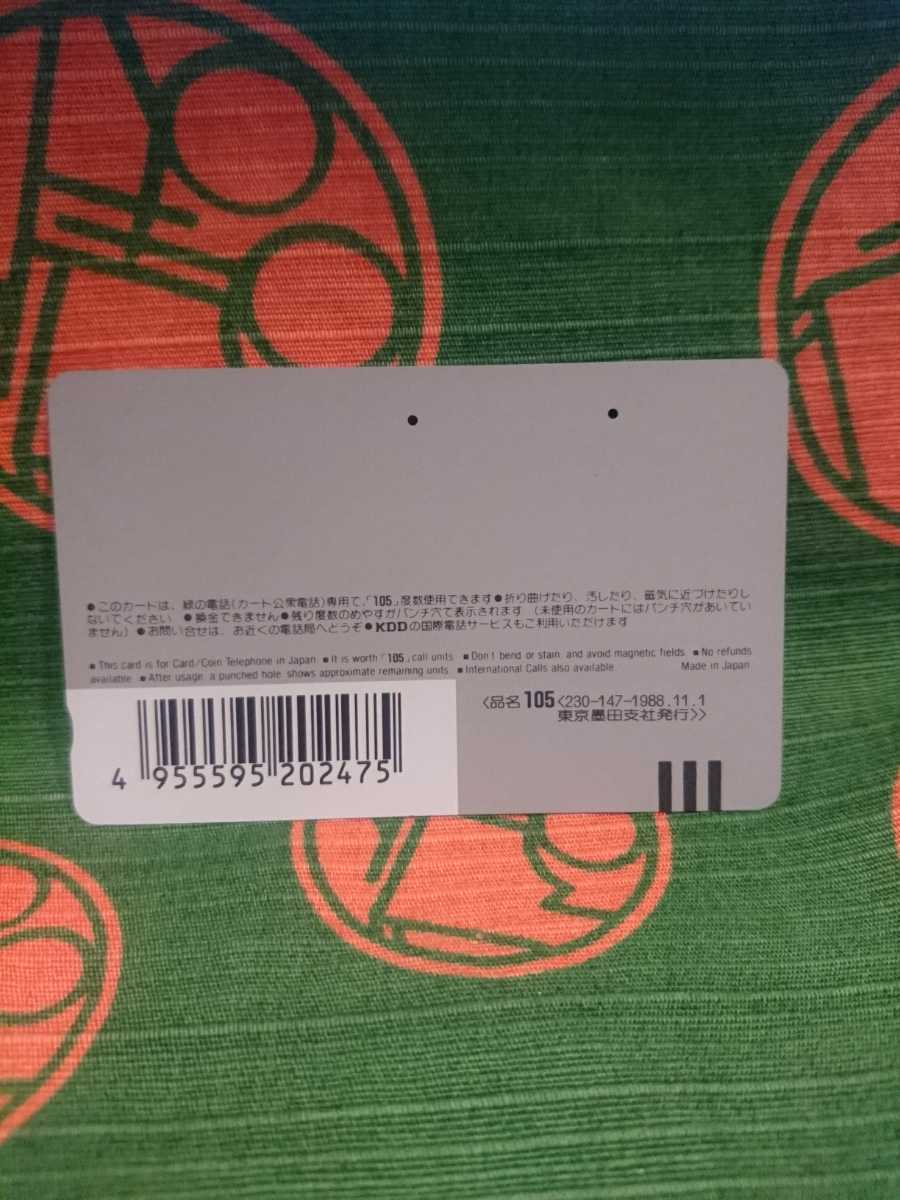 ●このカードは、緑の電話(カード公衆電話)専用で、「105」度数使用できます●折り曲げたり、汚したり、磁気に近づけたりし
ないでください ●換金できません●残り度数のめやすがパンチ穴で表示されます (未使用のカードにはパンチ穴があいてい
ません)●お問い合せは、お近くの電話局へどうぞ●KDDの国際電話サービスもご利用いただけます
■This card is for Card/Coin Telephone in Japan ■It is worth「105」call units ■Don't bend or stain and avoid magnetic fields ■No refunds
available ■After usage a punched hole shows approximate remaining units ■International Calls also available Made in Japan
〈品名105〈230-147-1988.11.1
東京墨田支社発行〉〉
4 955595 202475